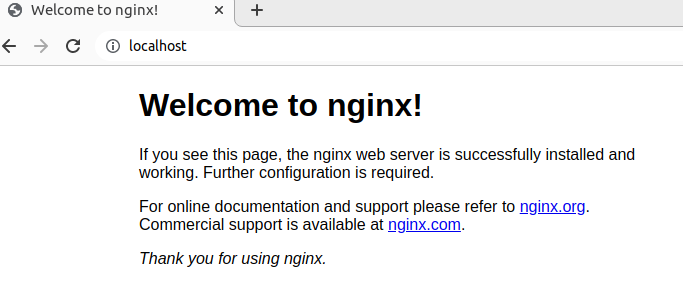 Welcome to nginx!
localhost
Welcome to nginx!
If you see this page, the nginx web server is successfully installed and
working. Further configuration is required.
For online documentation and support please refer to nginx.org.
Commercial support is available at nginx.com.
Thank you for using nginx.